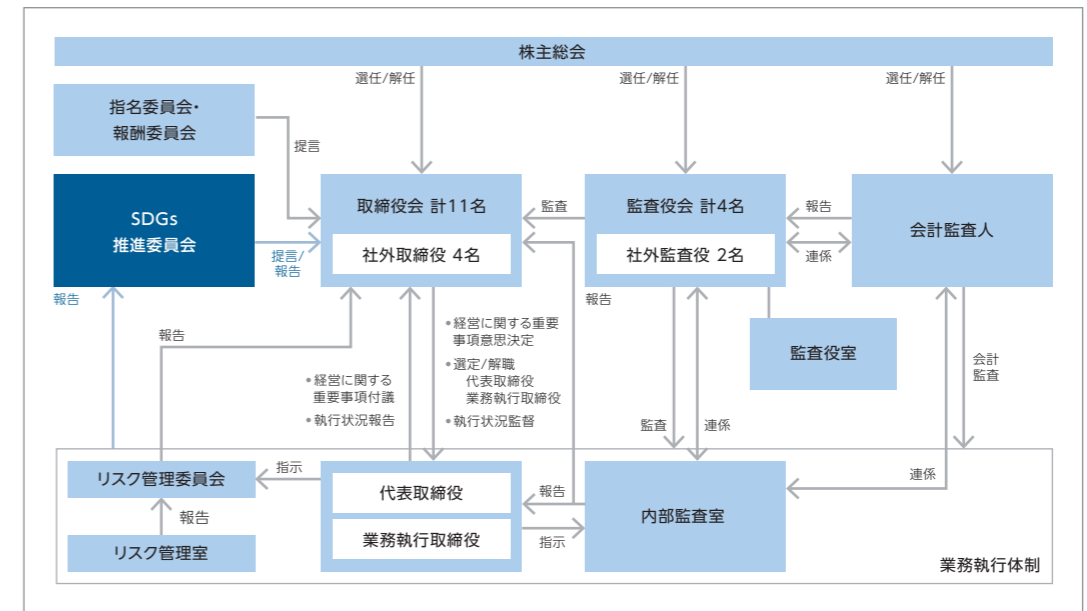 株主総会
選任/解任
選任/解任
選任/解任
指名委員会・
報酬委員会
提言
SDGs
推進委員会
提言/
報告
取締役会 計11名
社外取締役 4名
監査
監査役会 計4名
社外監査役 2名
報告
連係
会計監査人
報告
報告
報告
監査役室
会計
監査
•経営に関する
重要事項付議
•執行状況報告
•経営に関する重要
事項意思決定
•選定/解職
代表取締役
業務執行取締役
•執行状況監督
監査
連係
連係
リスク管理委員会
指示
報告
リスク管理室
代表取締役
業務執行取締役
報告
指示
内部監査室
業務執行体制